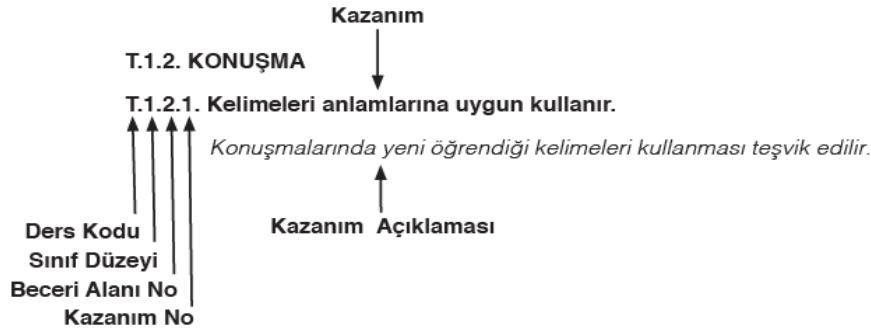 Kazanım
T.1.2. KONUŞMA
T.1.2.1. Kelimeleri anlamlarına uygun kullanır.
Konuşmalarında yeni öğrendiği kelimeleri kullanması teşvik edilir.
Kazanım Açıklaması
Ders Kodu
Sınıf Düzeyi
Beceri Alanı No
Kazanım No